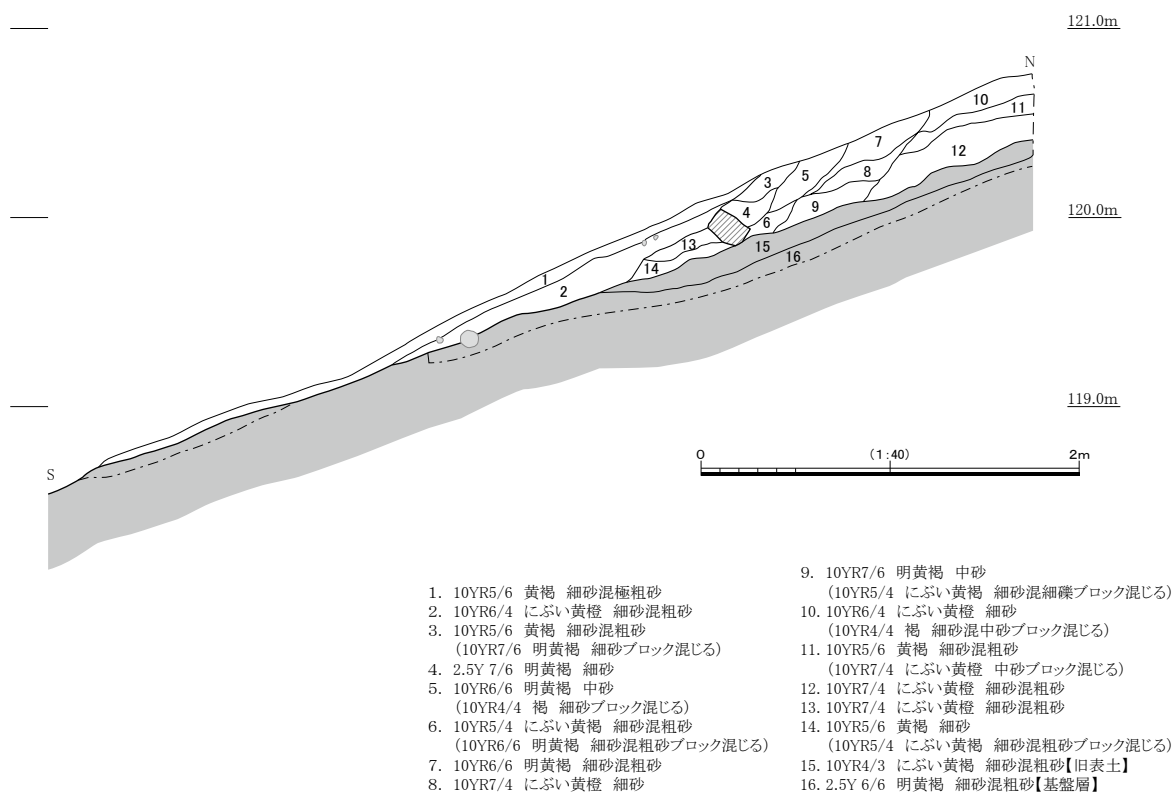 121.0m
N
10
11
7
12
3
5
8
4
9
6
120.0m
13
15
14
16
1
2
119.0m
S
0 (1:40) 2m
1. 10YR5/6 黄褐 細砂混極粗砂
2. 10YR6/4 にぶい黄橙 細砂混粗砂
3. 10YR5/6 黄褐 細砂混粗砂
(10YR7/6 明黄褐 細砂ブロック混じる)
4. 2.5Y 7/6 明黄褐 細砂
5. 10YR6/6 明黄褐 中砂
(10YR4/4 褐 細砂ブロック混じる)
6. 10YR5/4 にぶい黄褐 細砂混粗砂
(10YR6/6 明黄褐 細砂混粗砂ブロック混じる)
7. 10YR6/6 明黄褐 細砂混粗砂
8. 10YR7/4 にぶい黄橙 細砂
9. 10YR7/6 明黄褐 中砂
(10YR5/4 にぶい黄褐 細砂混細礫ブロック混じる)
10. 10YR6/4 にぶい黄橙 細砂
(10YR4/4 褐 細砂混中砂ブロック混じる)
11. 10YR5/6 黄褐 細砂混粗砂
(10YR7/4 にぶい黄橙 中砂ブロック混じる)
12. 10YR7/4 にぶい黄橙 細砂混粗砂
13. 10YR7/4 にぶい黄橙 細砂混粗砂
14. 10YR5/6 黄褐 細砂
(10YR5/4 にぶい黄褐 細砂混粗砂ブロック混じる)
15. 10YR4/3 にぶい黄褐 細砂混粗砂【旧表土】
16. 2.5Y 6/6 明黄褐 細砂混粗砂【基盤層】